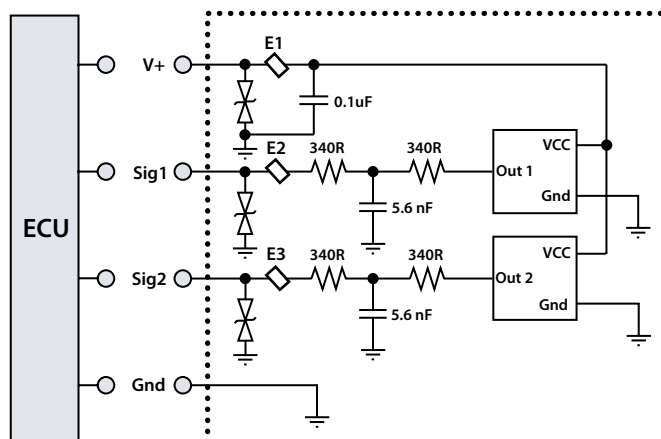 E1
V+
0.1uF
E2
340R
340R
VCC
Sig1
Out 1
Gnd
5.6 nF
ECU
E3
340R
340R
VCC
Sig2
Out 2
Gnd
5.6 nF
Gnd